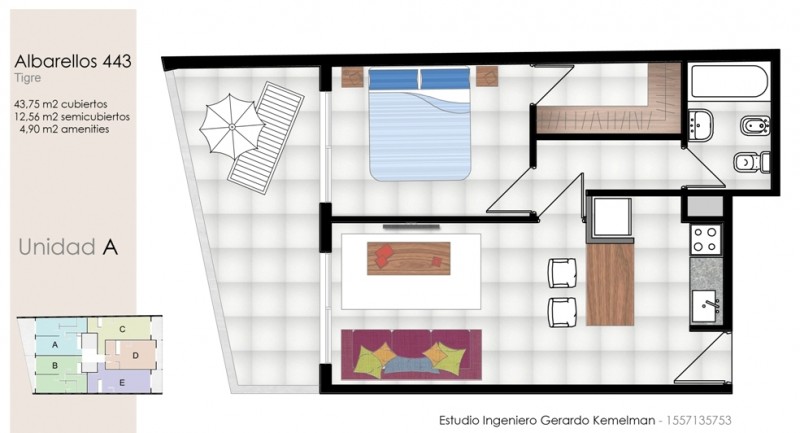 Albarellos 443
Tigre
43.75 m2 cubiertos
12,56 m2 semicubiertos
4,90 m2 amenities
Unidad A
A
B
C
D
E
Estudio Ingeniero Gerardo Kemelman - 1557135753